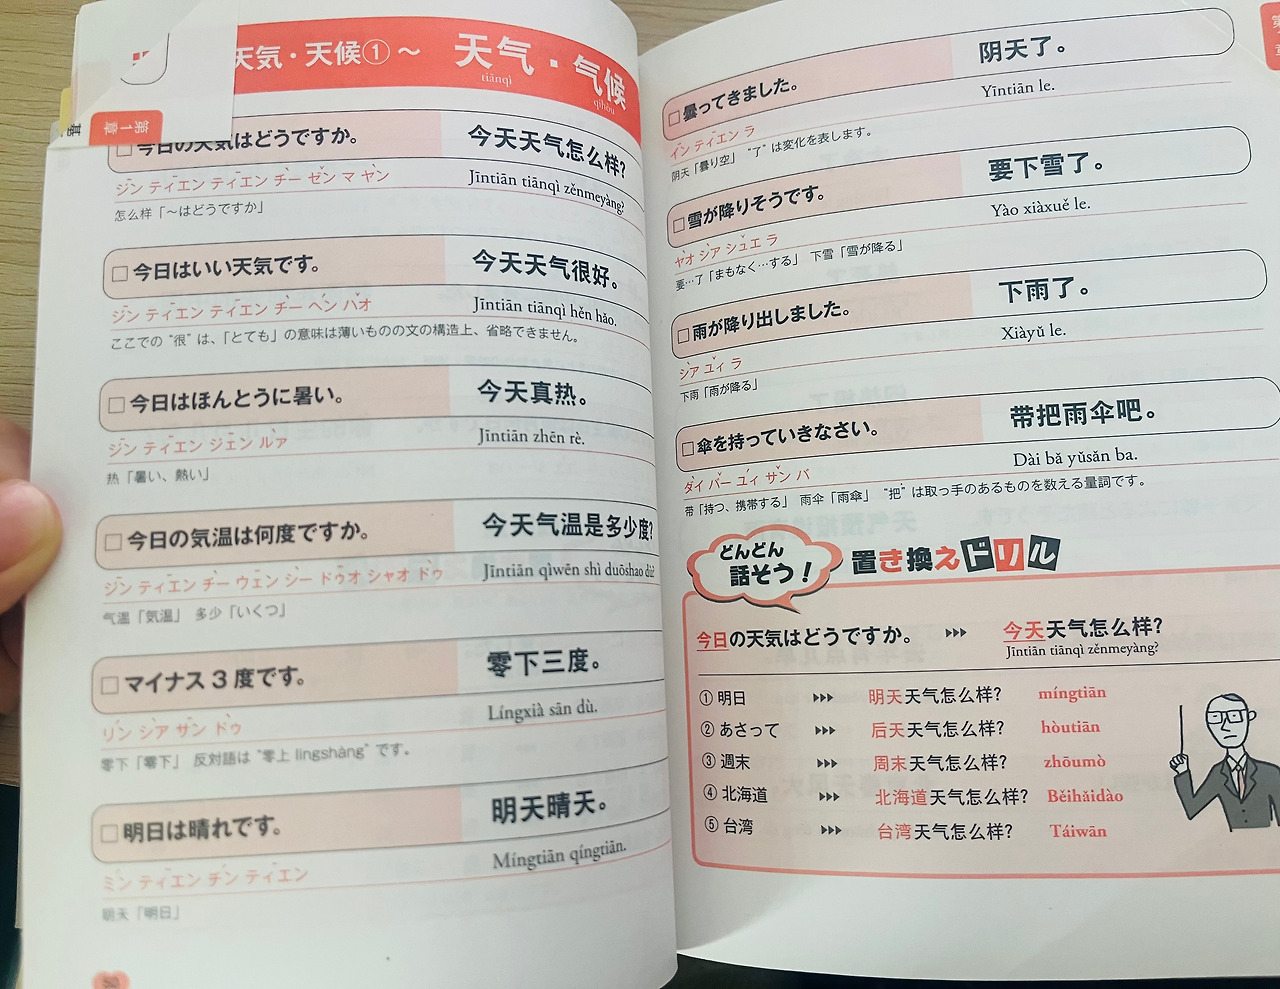 天気・天候①～ 天气・气候
tiānqì qìhòu
第1章
今日の天気はどうですか。 今天天气怎么样?
ジン ティエン ティエン チー ゼン マ ヤン Jīntiān tiānqì zěnmeyàng?
怎么样「～はどうですか」
今日はいい天気です。 今天天气很好。
ジン ティエン ティエン チー ヘン ハオ Jīntiān tiānqì hěn hǎo.
ここでの “很” は、「とても」の意味は薄いものの文の構造上、省略できません。
今日はほんとうに暑い。 今天真热。
ジン ティエン ジェン ルァ Jīntiān zhēn rè.
热「暑い、熱い」
今日の気温は何度ですか。 今天气温是多少度?
ジン ティエン チー ウェン シー ドゥオ シャオ ドゥ Jīntiān qìwēn shì duōshao dù?
气温「気温」 多少「いくつ」
マイナス3度です。 零下三度。
リン シア サン ドゥ Língxià sān dù.
零下「零下」 反対語は “零上 língshàng” です。
明日は晴れです。 明天晴天。
ミン ティエン チン ティエン Míngtiān qíngtiān.
明天「明日」
曇ってきました。 阴天了。
イン ティエン ラ Yīntiān le.
阴天「曇り空」 “了” は変化を表します。
雪が降りそうです。 要下雪了。
ヤオ シア シュエ ラ Yào xiàxuě le.
要…了「まもなく…する」 下雪「雪が降る」
雨が降り出しました。 下雨了。
シア ユィ ラ Xiàyǔ le.
下雨「雨が降る」
傘を持っていきなさい。 带把雨伞吧。
ダイ バー ユィ サン バ Dài bǎ yǔsǎn ba.
带「持つ、携帯する」 雨伞「雨傘」 “把” は取っ手のあるものを数える量詞です。
どんどん
話そう! 置き換えドリル
今日の天気はどうですか。 今天天气怎么样?
Jīntiān tiānqì zěnmeyàng?
① 明日 明天天气怎么样? míngtiān
② あさって 后天天气怎么样? hòutiān
③ 週末 周末天气怎么样? zhōumò
④ 北海道 北海道天气怎么样? Běihǎidào
⑤ 台湾 台湾天气怎么样? Táiwān